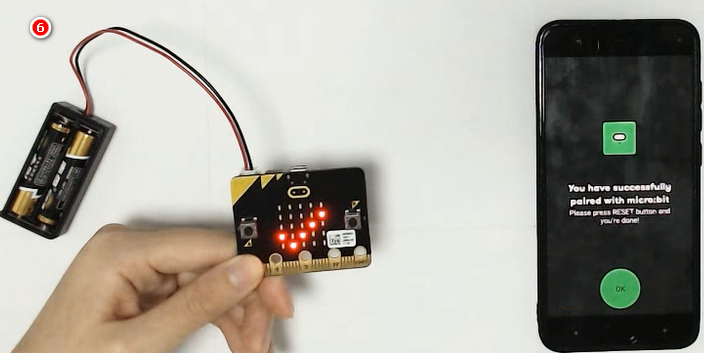 6
You have successfully
paired with micro:bit
Please press RESET button and
you're done!
OK